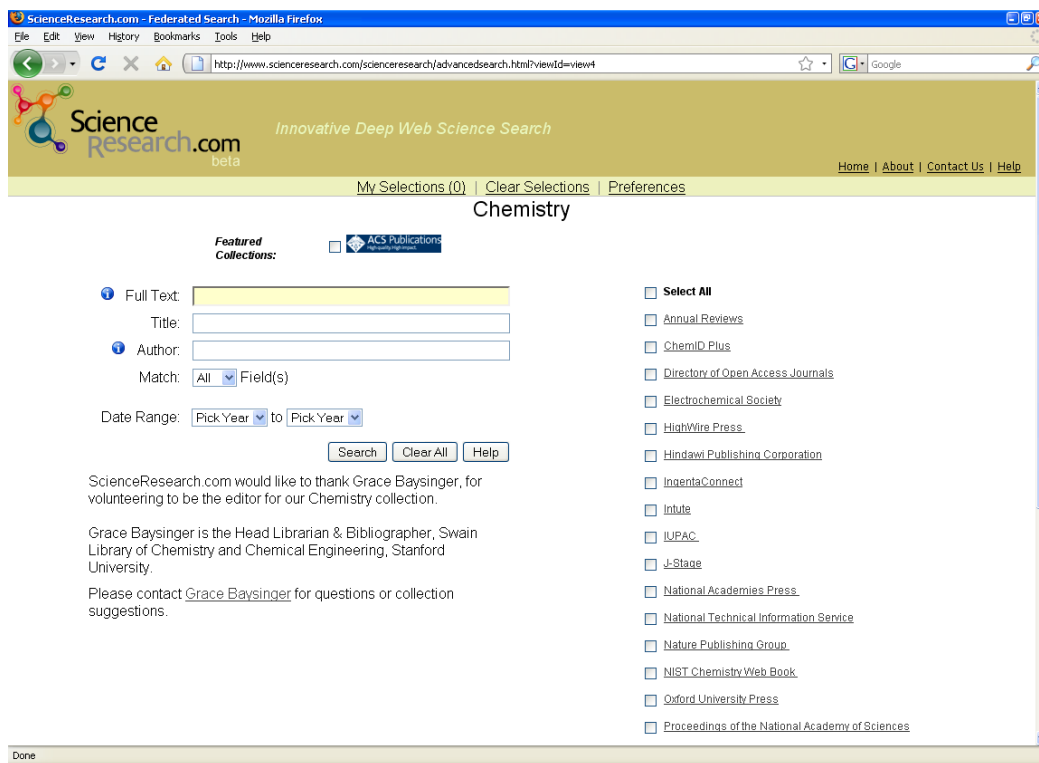 ScienceResearch.com - Federated Search - Mozilla Firefox
File Edit View History Bookmarks Tools Help
http://www.scienceresearch.com/scienceresearch/advancedsearch.html?viewId=view4
G Google
Science
Research.com
beta
Innovative Deep Web Science Search
Home | About | Contact Us | Help
My Selections (0) | Clear Selections | Preferences
Chemistry
Featured
Collections:
ACS Publications
High quality. High impact.
Full Text:
Title:
Author:
Match: All Field(s)
Date Range: Pick Year to Pick Year
Search Clear All Help
ScienceResearch.com would like to thank Grace Baysinger, for
volunteering to be the editor for our Chemistry collection.
Grace Baysinger is the Head Librarian & Bibliographer, Swain
Library of Chemistry and Chemical Engineering, Stanford
University.
Please contact Grace Baysinger for questions or collection
suggestions.
Select All
Annual Reviews
ChemID Plus
Directory of Open Access Journals
Electrochemical Society
HighWire Press
Hindawi Publishing Corporation
IngentaConnect
Intute
IUPAC
J-Stage
National Academies Press
National Technical Information Service
Nature Publishing Group
NIST Chemistry Web Book
Oxford University Press
Proceedings of the National Academy of Sciences
Done